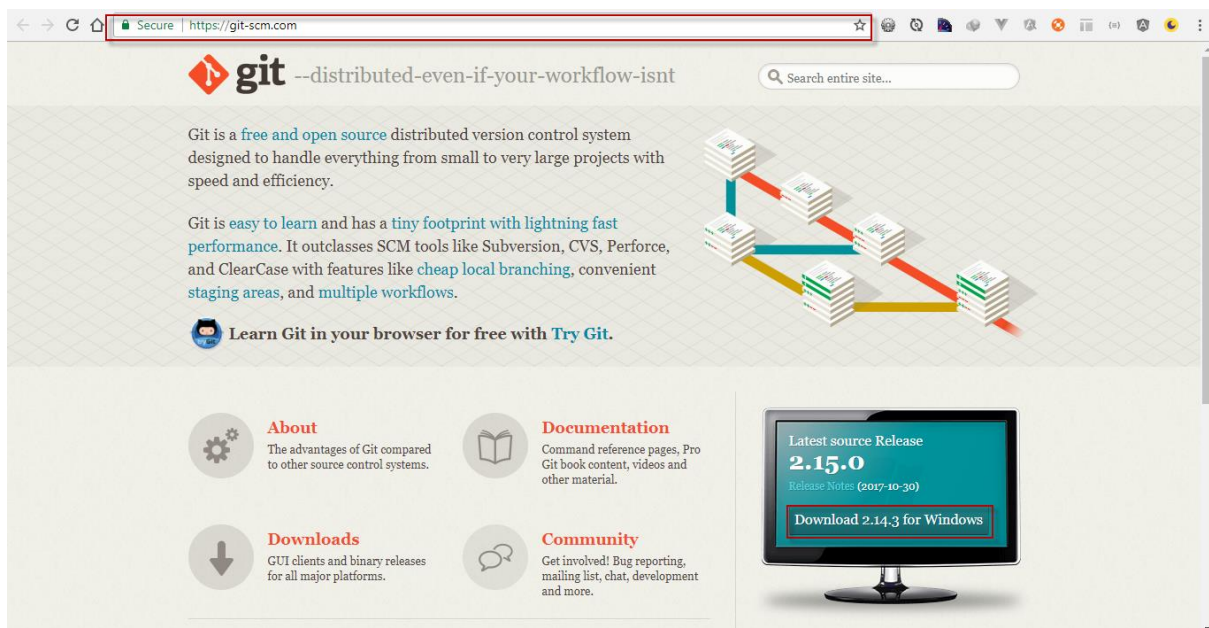 Secure | https://git-scm.com
git --distributed-even-if-your-workflow-isnt
Search entire site...
Git is a free and open source distributed version control system
designed to handle everything from small to very large projects with
speed and efficiency.
Git is easy to learn and has a tiny footprint with lightning fast
performance. It outclasses SCM tools like Subversion, CVS, Perforce,
and ClearCase with features like cheap local branching, convenient
staging areas, and multiple workflows.
Learn Git in your browser for free with Try Git.
About
The advantages of Git compared
to other source control systems.
Documentation
Command reference pages, Pro
Git book content, videos and
other material.
Downloads
GUI clients and binary releases
for all major platforms.
Community
Get involved! Bug reporting,
mailing list, chat, development
and more.
Latest source Release
2.15.0
Release Notes (2017-10-30)
Download 2.14.3 for Windows